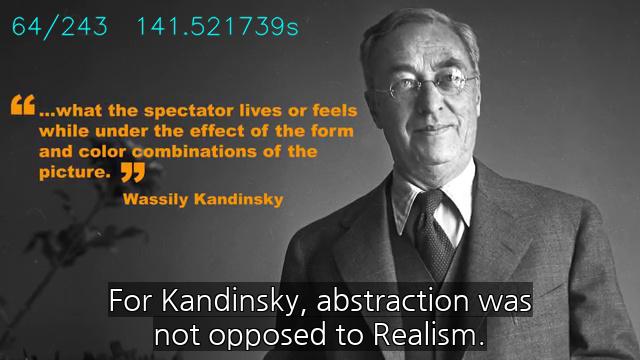 64/243 141.521739s
“ ...what the spectator lives or feels
while under the effect of the form
and color combinations of the
picture. ”
Wassily Kandinsky
For Kandinsky, abstraction was
not opposed to Realism.